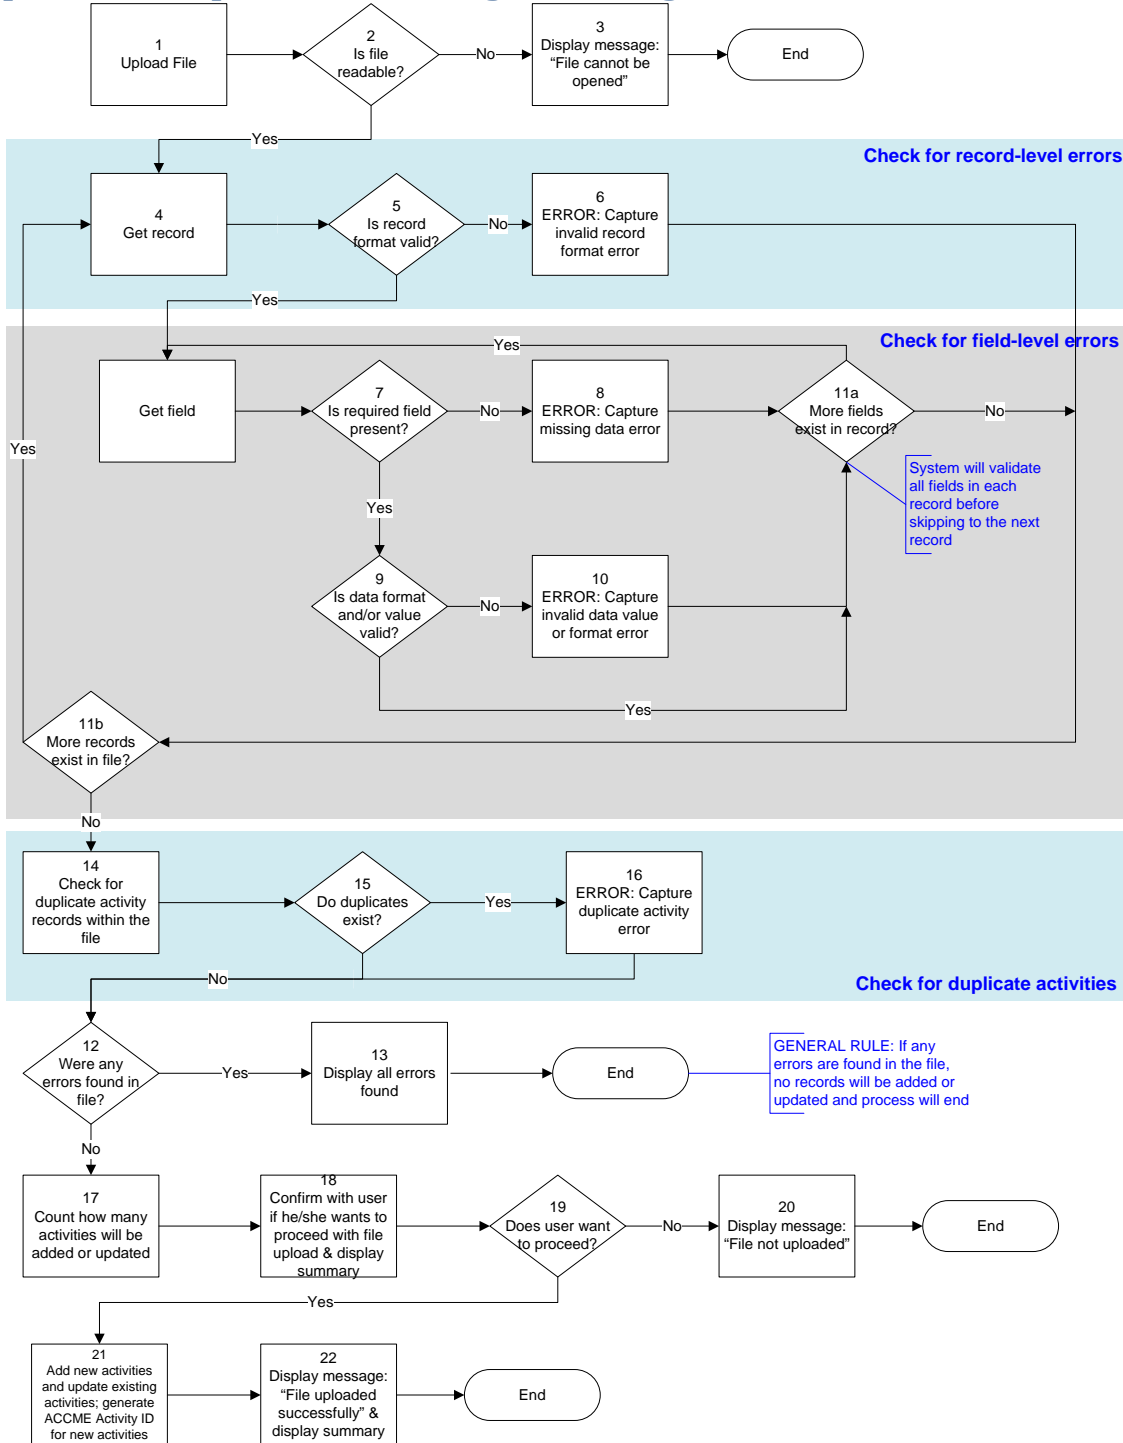 1
Upload File
2
Is file
readable?
No
3
Display message:
“File cannot be
opened”
End
Yes
Check for record-level errors
4
Get record
5
Is record
format valid?
No
6
ERROR: Capture
invalid record
format error
Yes
Check for field-level errors
Yes
Get field
7
Is required field
present?
No
8
ERROR: Capture
missing data error
11a
More fields
exist in record?
No
Yes
System will validate
all fields in each
record before
skipping to the next
record
Yes
9
Is data format
and/or value
valid?
No
10
ERROR: Capture
invalid data value
or format error
Yes
11b
More records
exist in file?
No
14
Check for
duplicate activity
records within the
file
15
Do duplicates
exist?
Yes
16
ERROR: Capture
duplicate activity
error
No
Check for duplicate activities
12
Were any
errors found in
file?
Yes
13
Display all errors
found
End
GENERAL RULE: If any
errors are found in the file,
no records will be added or
updated and process will end
No
17
Count how many
activities will be
added or updated
18
Confirm with user
if he/she wants to
proceed with file
upload & display
summary
19
Does user want
to proceed?
No
20
Display message:
“File not uploaded”
End
Yes
21
Add new activities
and update existing
activities; generate
ACCME Activity ID
for new activities
22
Display message:
“File uploaded
successfully” &
display summary
End